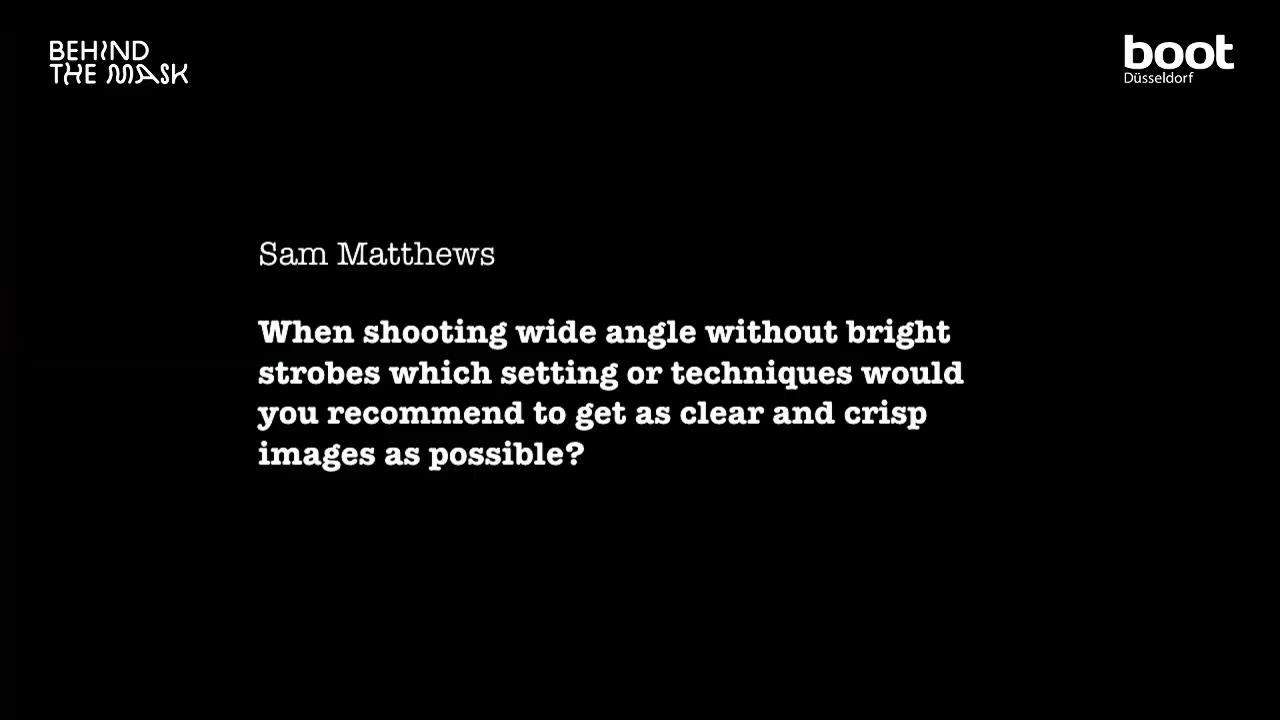 BEHIND
THE MASK
boot
Düsseldorf
Sam Matthews
When shooting wide angle without bright
strobes which setting or techniques would
you recommend to get as clear and crisp
images as possible?